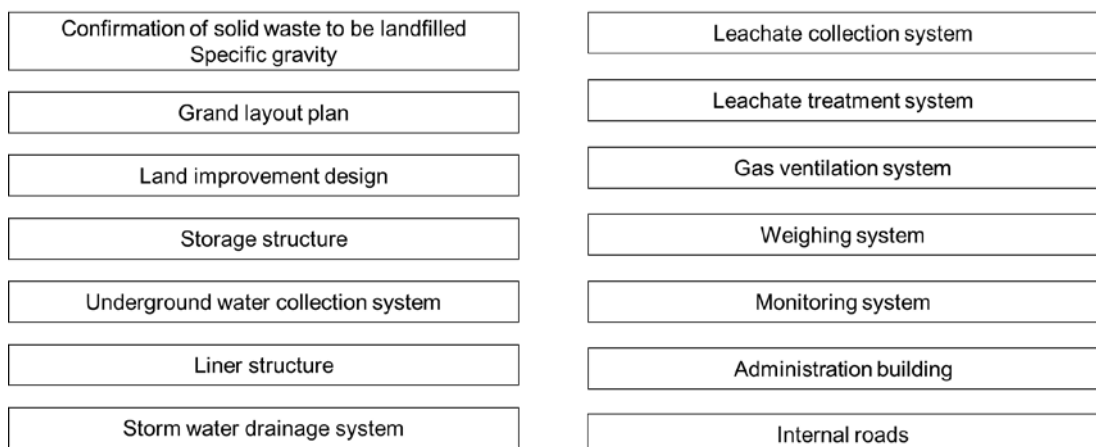 Confirmation of solid waste to be landfilled
Specific gravity
Grand layout plan
Land improvement design
Storage structure
Underground water collection system
Liner structure
Storm water drainage system
Leachate collection system
Leachate treatment system
Gas ventilation system
Weighing system
Monitoring system
Administration building
Internal roads